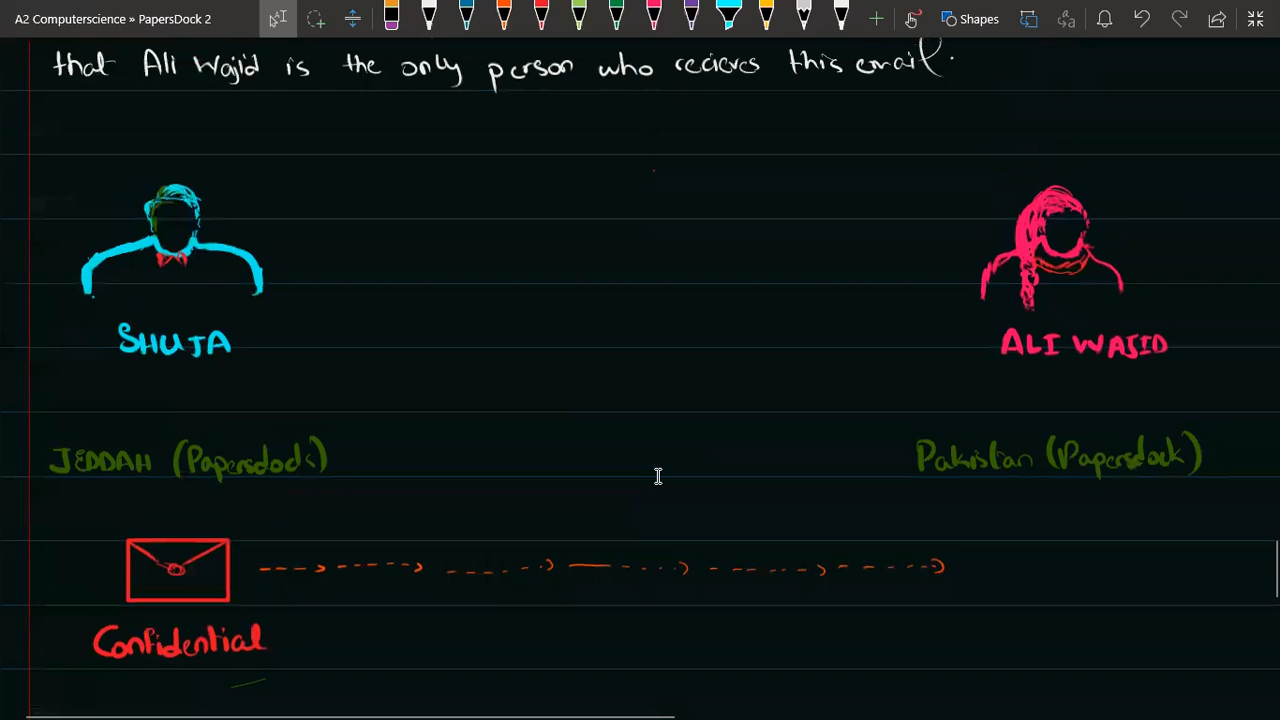 A2 Computerscience » PapersDock 2
Shapes
that Ali Wajid is the only person who recieves this email.
SHUJA
ALI WAJID
JEDDAH (Papersdock)
Pakistan (Papersdock)
Confidential